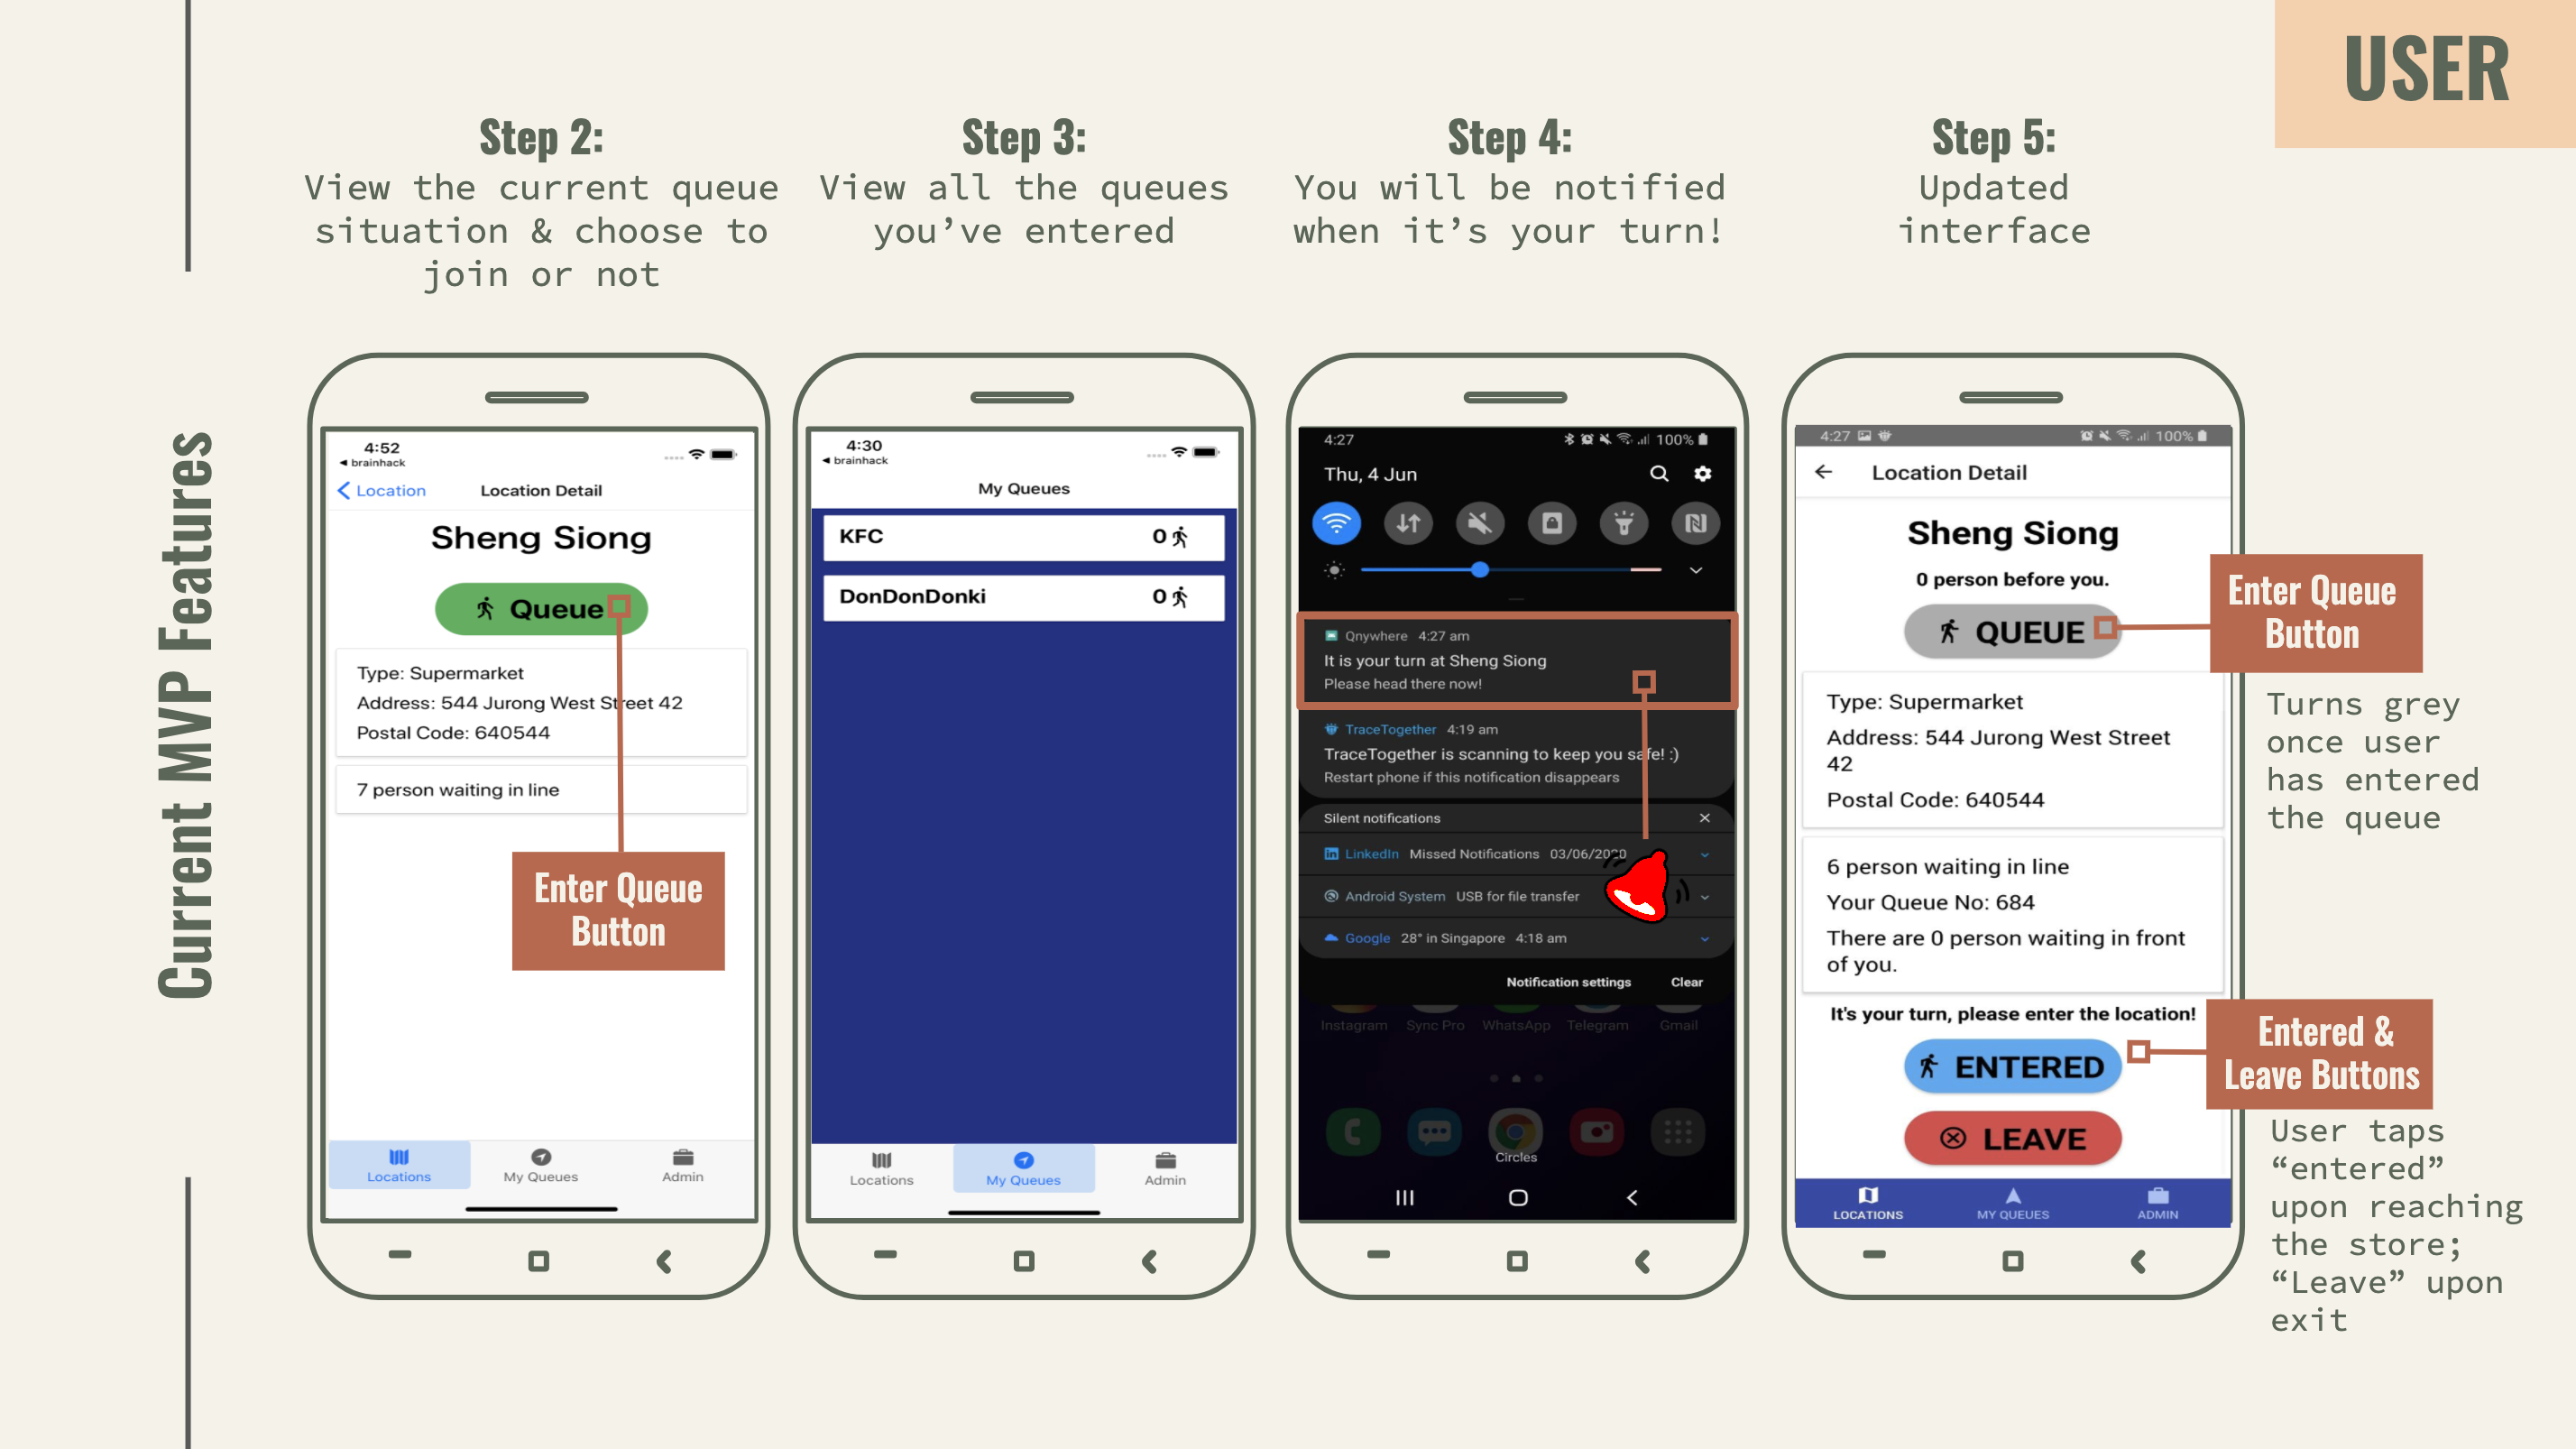 USER
Current MVP Features
Step 2:
View the current queue
situation & choose to
join or not
4:52
◀ brainhack
Location
Location Detail
Sheng Siong
Queue
Type: Supermarket
Address: 544 Jurong West Street 42
Postal Code: 640544
7 person waiting in line
Enter Queue
Button
Locations
My Queues
Admin
Step 3:
View all the queues
you’ve entered
4:30
◀ brainhack
My Queues
KFC 0
DonDonDonki 0
Locations
My Queues
Admin
Step 4:
You will be notified
when it’s your turn!
4:27 100%
Thu, 4 Jun
Qnywhere 4:27 am
It is your turn at Sheng Siong
Please head there now!
TraceTogether 4:19 am
TraceTogether is scanning to keep you safe! :)
Restart phone if this notification disappears
Silent notifications
LinkedIn Missed Notifications 03/06/2020
Android System USB for file transfer
Google 28° in Singapore 4:18 am
Notification settings Clear
Instagram Sync Pro WhatsApp Telegram Gmail
Circles
Step 5:
Updated
interface
4:27 100%
Location Detail
Sheng Siong
0 person before you.
QUEUE
Type: Supermarket
Address: 544 Jurong West Street
42
Postal Code: 640544
6 person waiting in line
Your Queue No: 684
There are 0 person waiting in front
of you.
It's your turn, please enter the location!
ENTERED
LEAVE
LOCATIONS
MY QUEUES
ADMIN
Enter Queue
Button
Turns grey
once user
has entered
the queue
Entered &
Leave Buttons
User taps
“entered”
upon reaching
the store;
“Leave” upon
exit